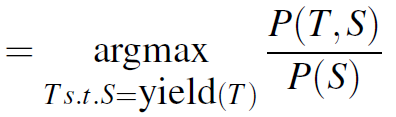 = argmax P(T,S)
T s.t. S=yield(T) P(S)